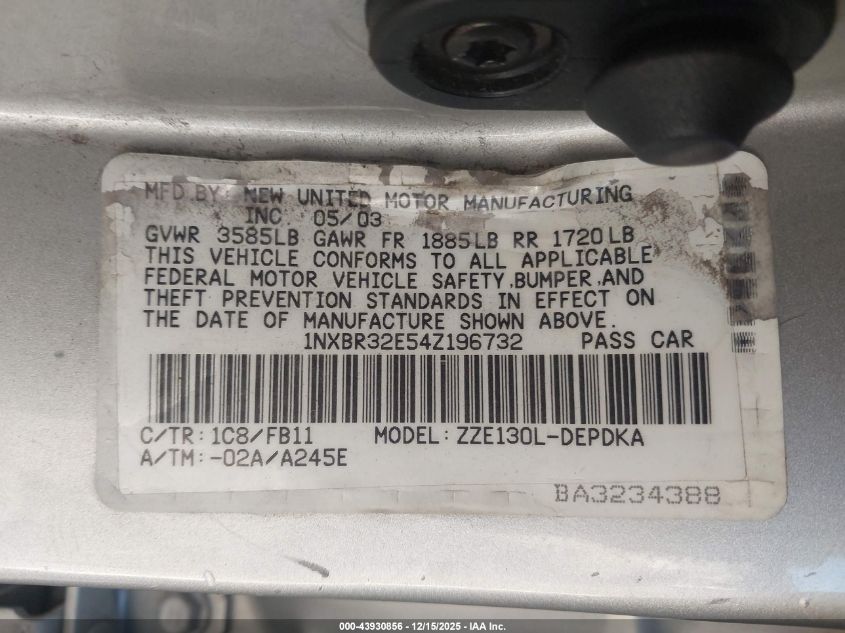 MFD.BY: NEW UNITED MOTOR MANUFACTURING
INC. 05/03
GVWR 3585LB GAWR FR 1885LB RR 1720LB
THIS VEHICLE CONFORMS TO ALL APPLICABLE
FEDERAL MOTOR VEHICLE SAFETY,BUMPER,AND
THEFT PREVENTION STANDARDS IN EFFECT ON
THE DATE OF MANUFACTURE SHOWN ABOVE.
1NXBR32E54Z196732 PASS CAR
C/TR:1C8/FB11 MODEL:ZZE130L-DEPDKA
A/TM:-02A/A245E
BA3234388
000-43930856 - 12/15/2025 - IAA Inc.